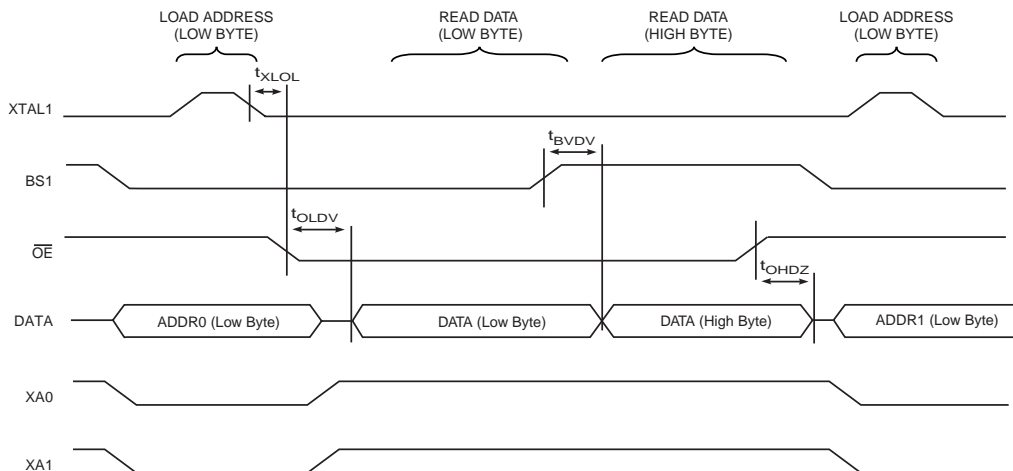 LOAD ADDRESS
(LOW BYTE)
READ DATA
(LOW BYTE)
READ DATA
(HIGH BYTE)
LOAD ADDRESS
(LOW BYTE)
tXLOL
XTAL1
tBVDV
BS1
tOLDV
OE
tOHDZ
DATA
ADDR0 (Low Byte)
DATA (Low Byte)
DATA (High Byte)
ADDR1 (Low Byte)
XA0
XA1